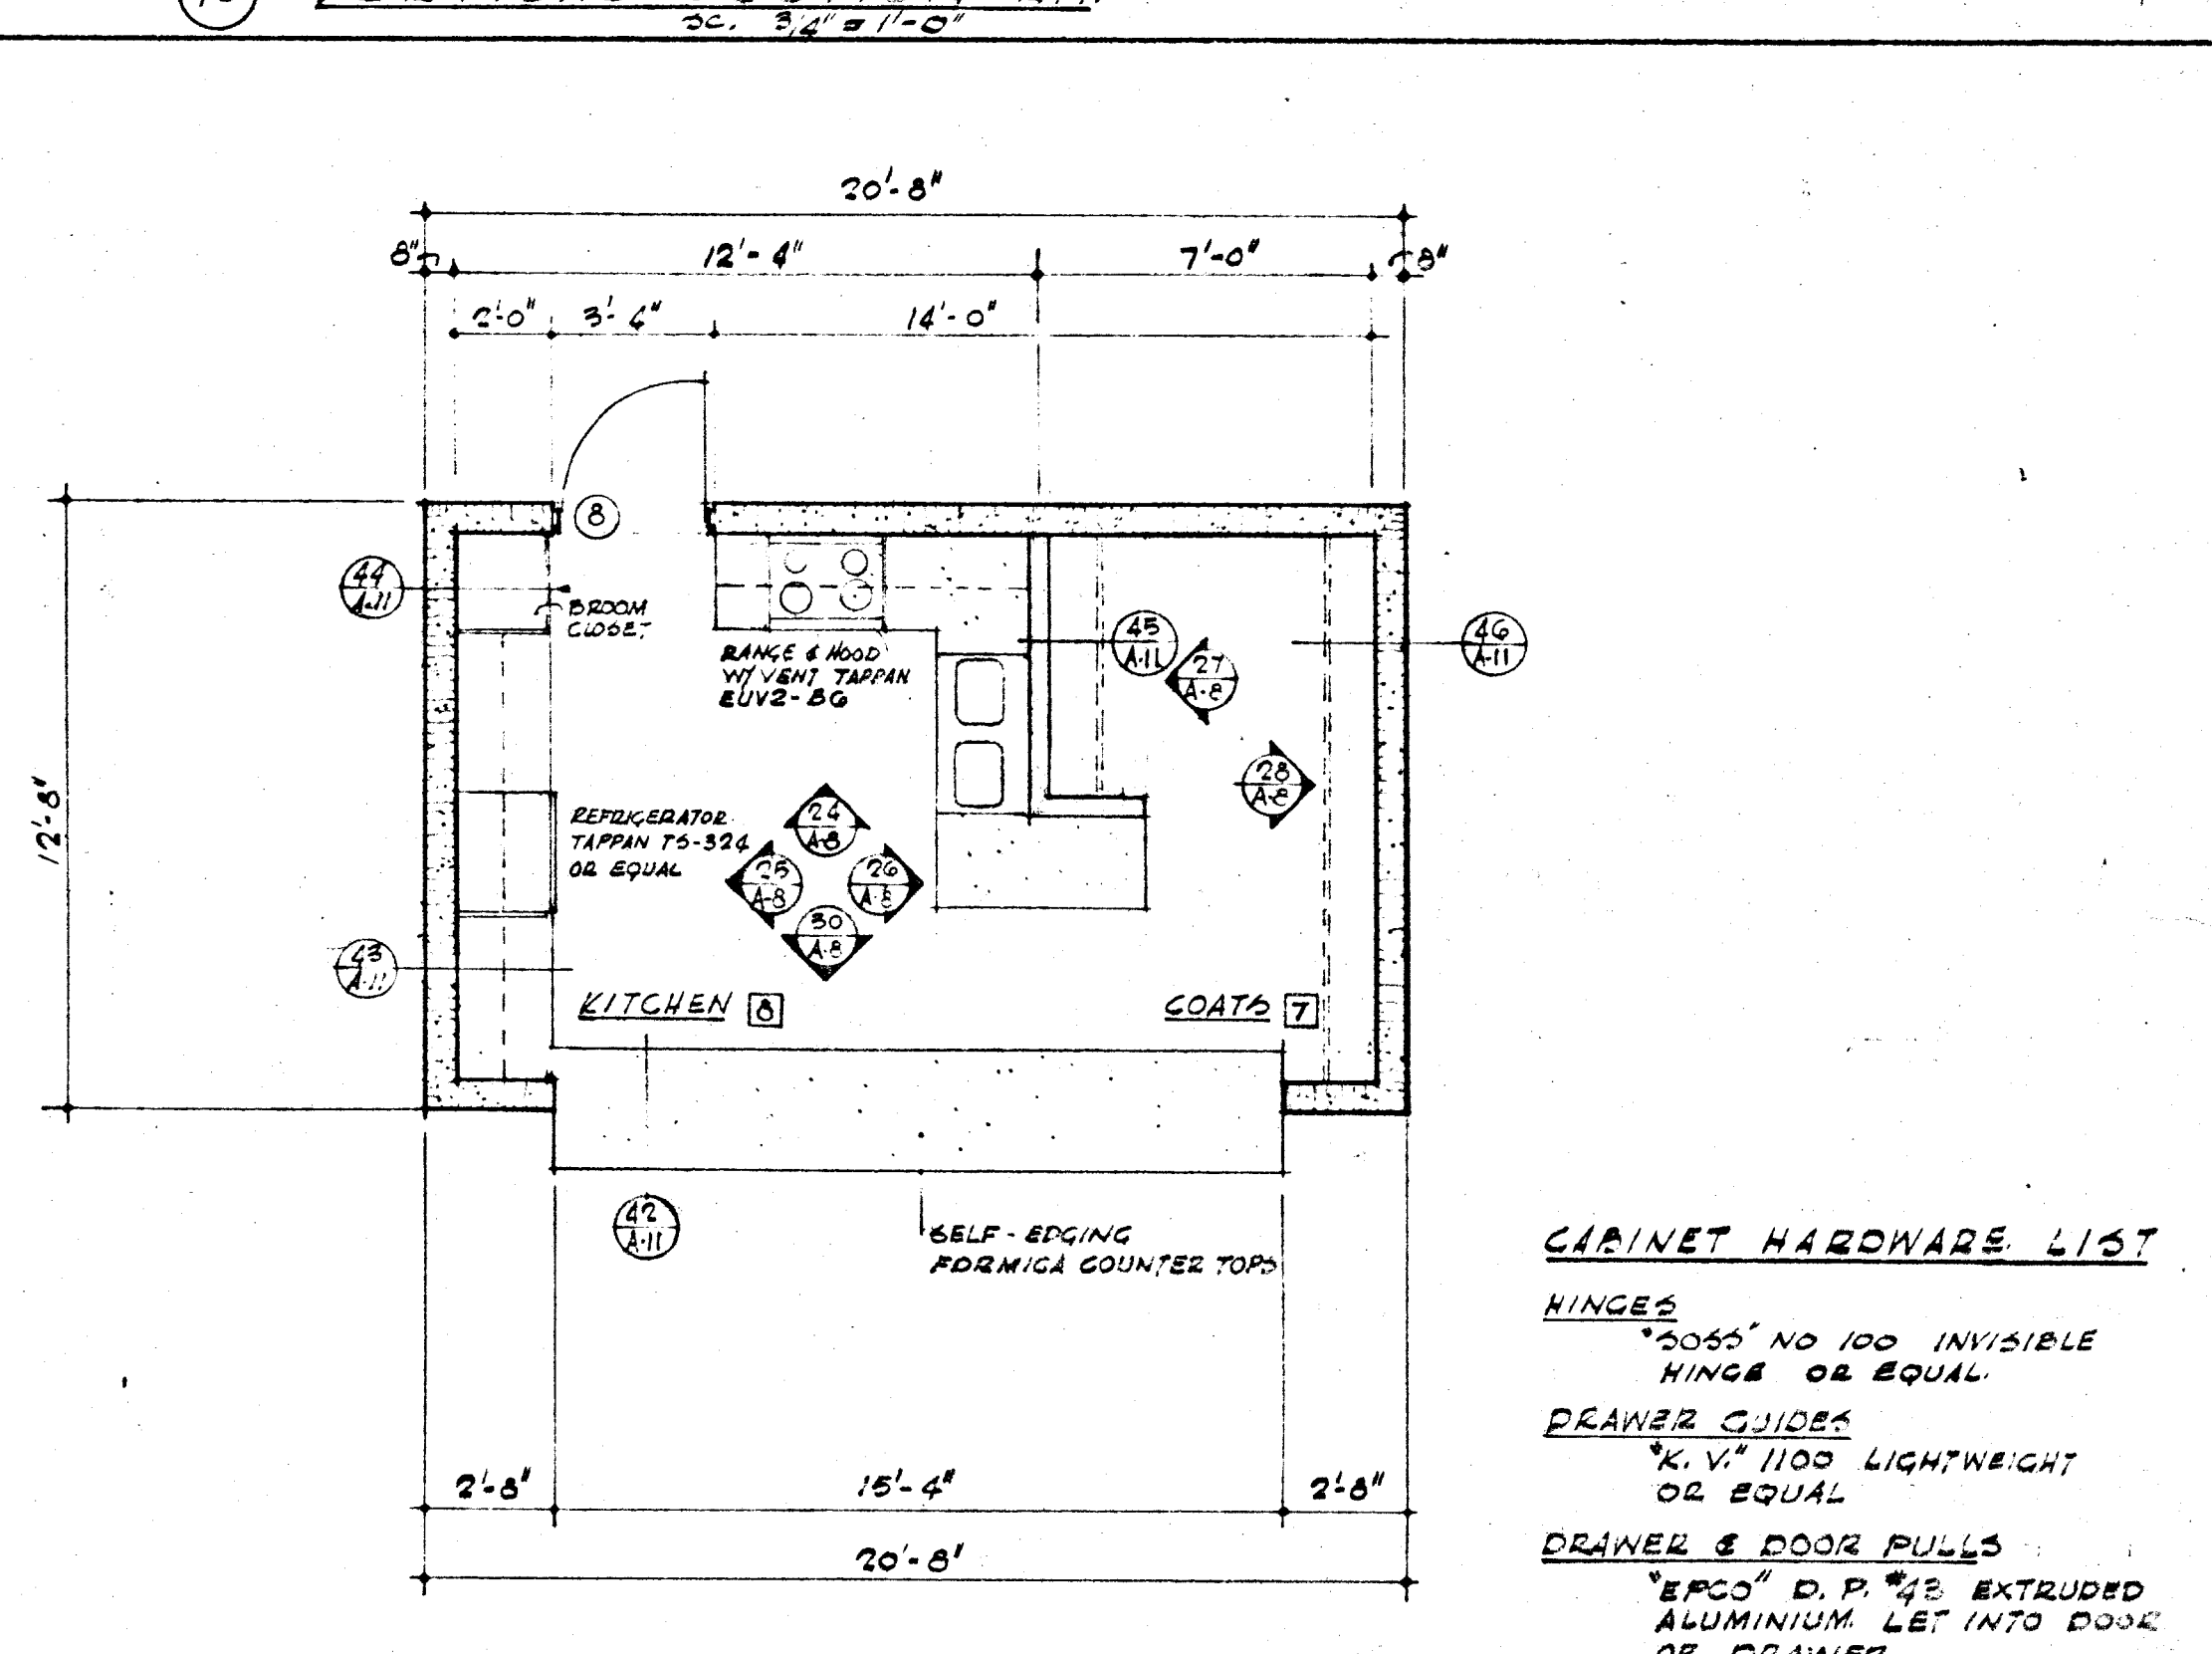 SC. 3/4" = 1'-0"
20'-8"
8" 12'-4" 7'-0" 8"
2'-0" 3'-4" 14'-0"
8
44
A-11
BROOM
CLOSET
RANGE & HOOD
W/ VENT TAPPAN
EUV2-BG
45
A-11
27
A-8
46
A-11
28
A-8
12'-8"
REFRIGERATOR
TAPPAN TS-324
OR EQUAL
24
A-8
25
A-8
26
A-8
30
A-8
43
A-11
KITCHEN 8
COATS 7
42
A-11
SELF-EDGING
FORMICA COUNTER TOPS
2'-8" 15'-4" 2'-8"
20'-8"
CABINET HARDWARE LIST
HINGES
"SOSS" NO 100 INVISIBLE
HINGE OR EQUAL.
DRAWER GUIDES
"K. V." 1100 LIGHTWEIGHT
OR EQUAL
DRAWER & DOOR PULLS
"EPCO" D. P. #43 EXTRUDED
ALUMINIUM. LET INTO DOOR
OR DRAWER